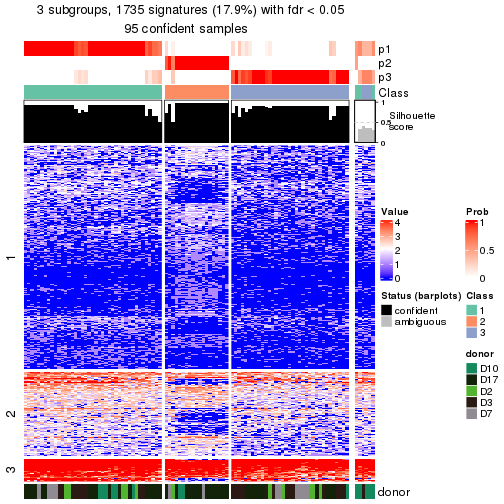 3 subgroups, 1735 signatures (17.9%) with fdr < 0.05
95 confident samples
p1
p2
p3
Class
1
0.5
0
Silhouette
score
1
2
3
donor
Value
4
3
2
1
0
Prob
1
0.5
0
Status (barplots)
confident
ambiguous
Class
1
2
3
donor
D10
D17
D2
D3
D7